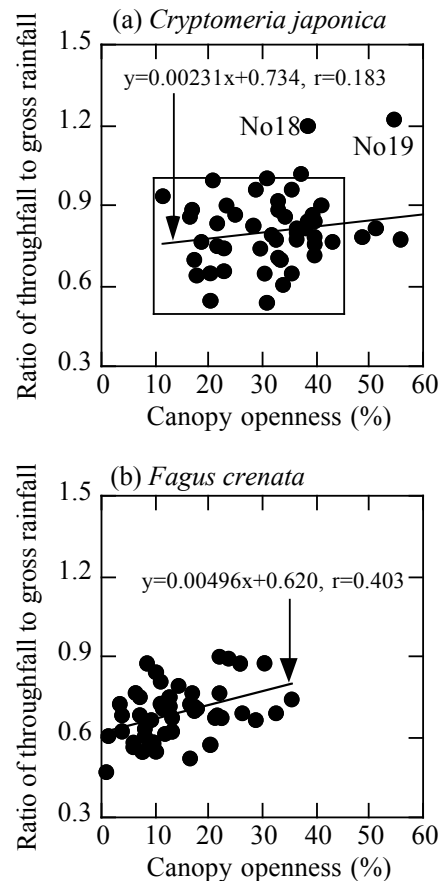 (a) Cryptomeria japonica
1.5
y=0.00231x+0.734, r=0.183
1.2
No18
No19
0.9
0.6
0.3
0 10 20 30 40 50 60
Canopy openness (%)
Ratio of throughfall to gross rainfall
(b) Fagus crenata
1.5
1.2
y=0.00496x+0.620, r=0.403
0.9
0.6
0.3
0 10 20 30 40 50 60
Canopy openness (%)
Ratio of throughfall to gross rainfall